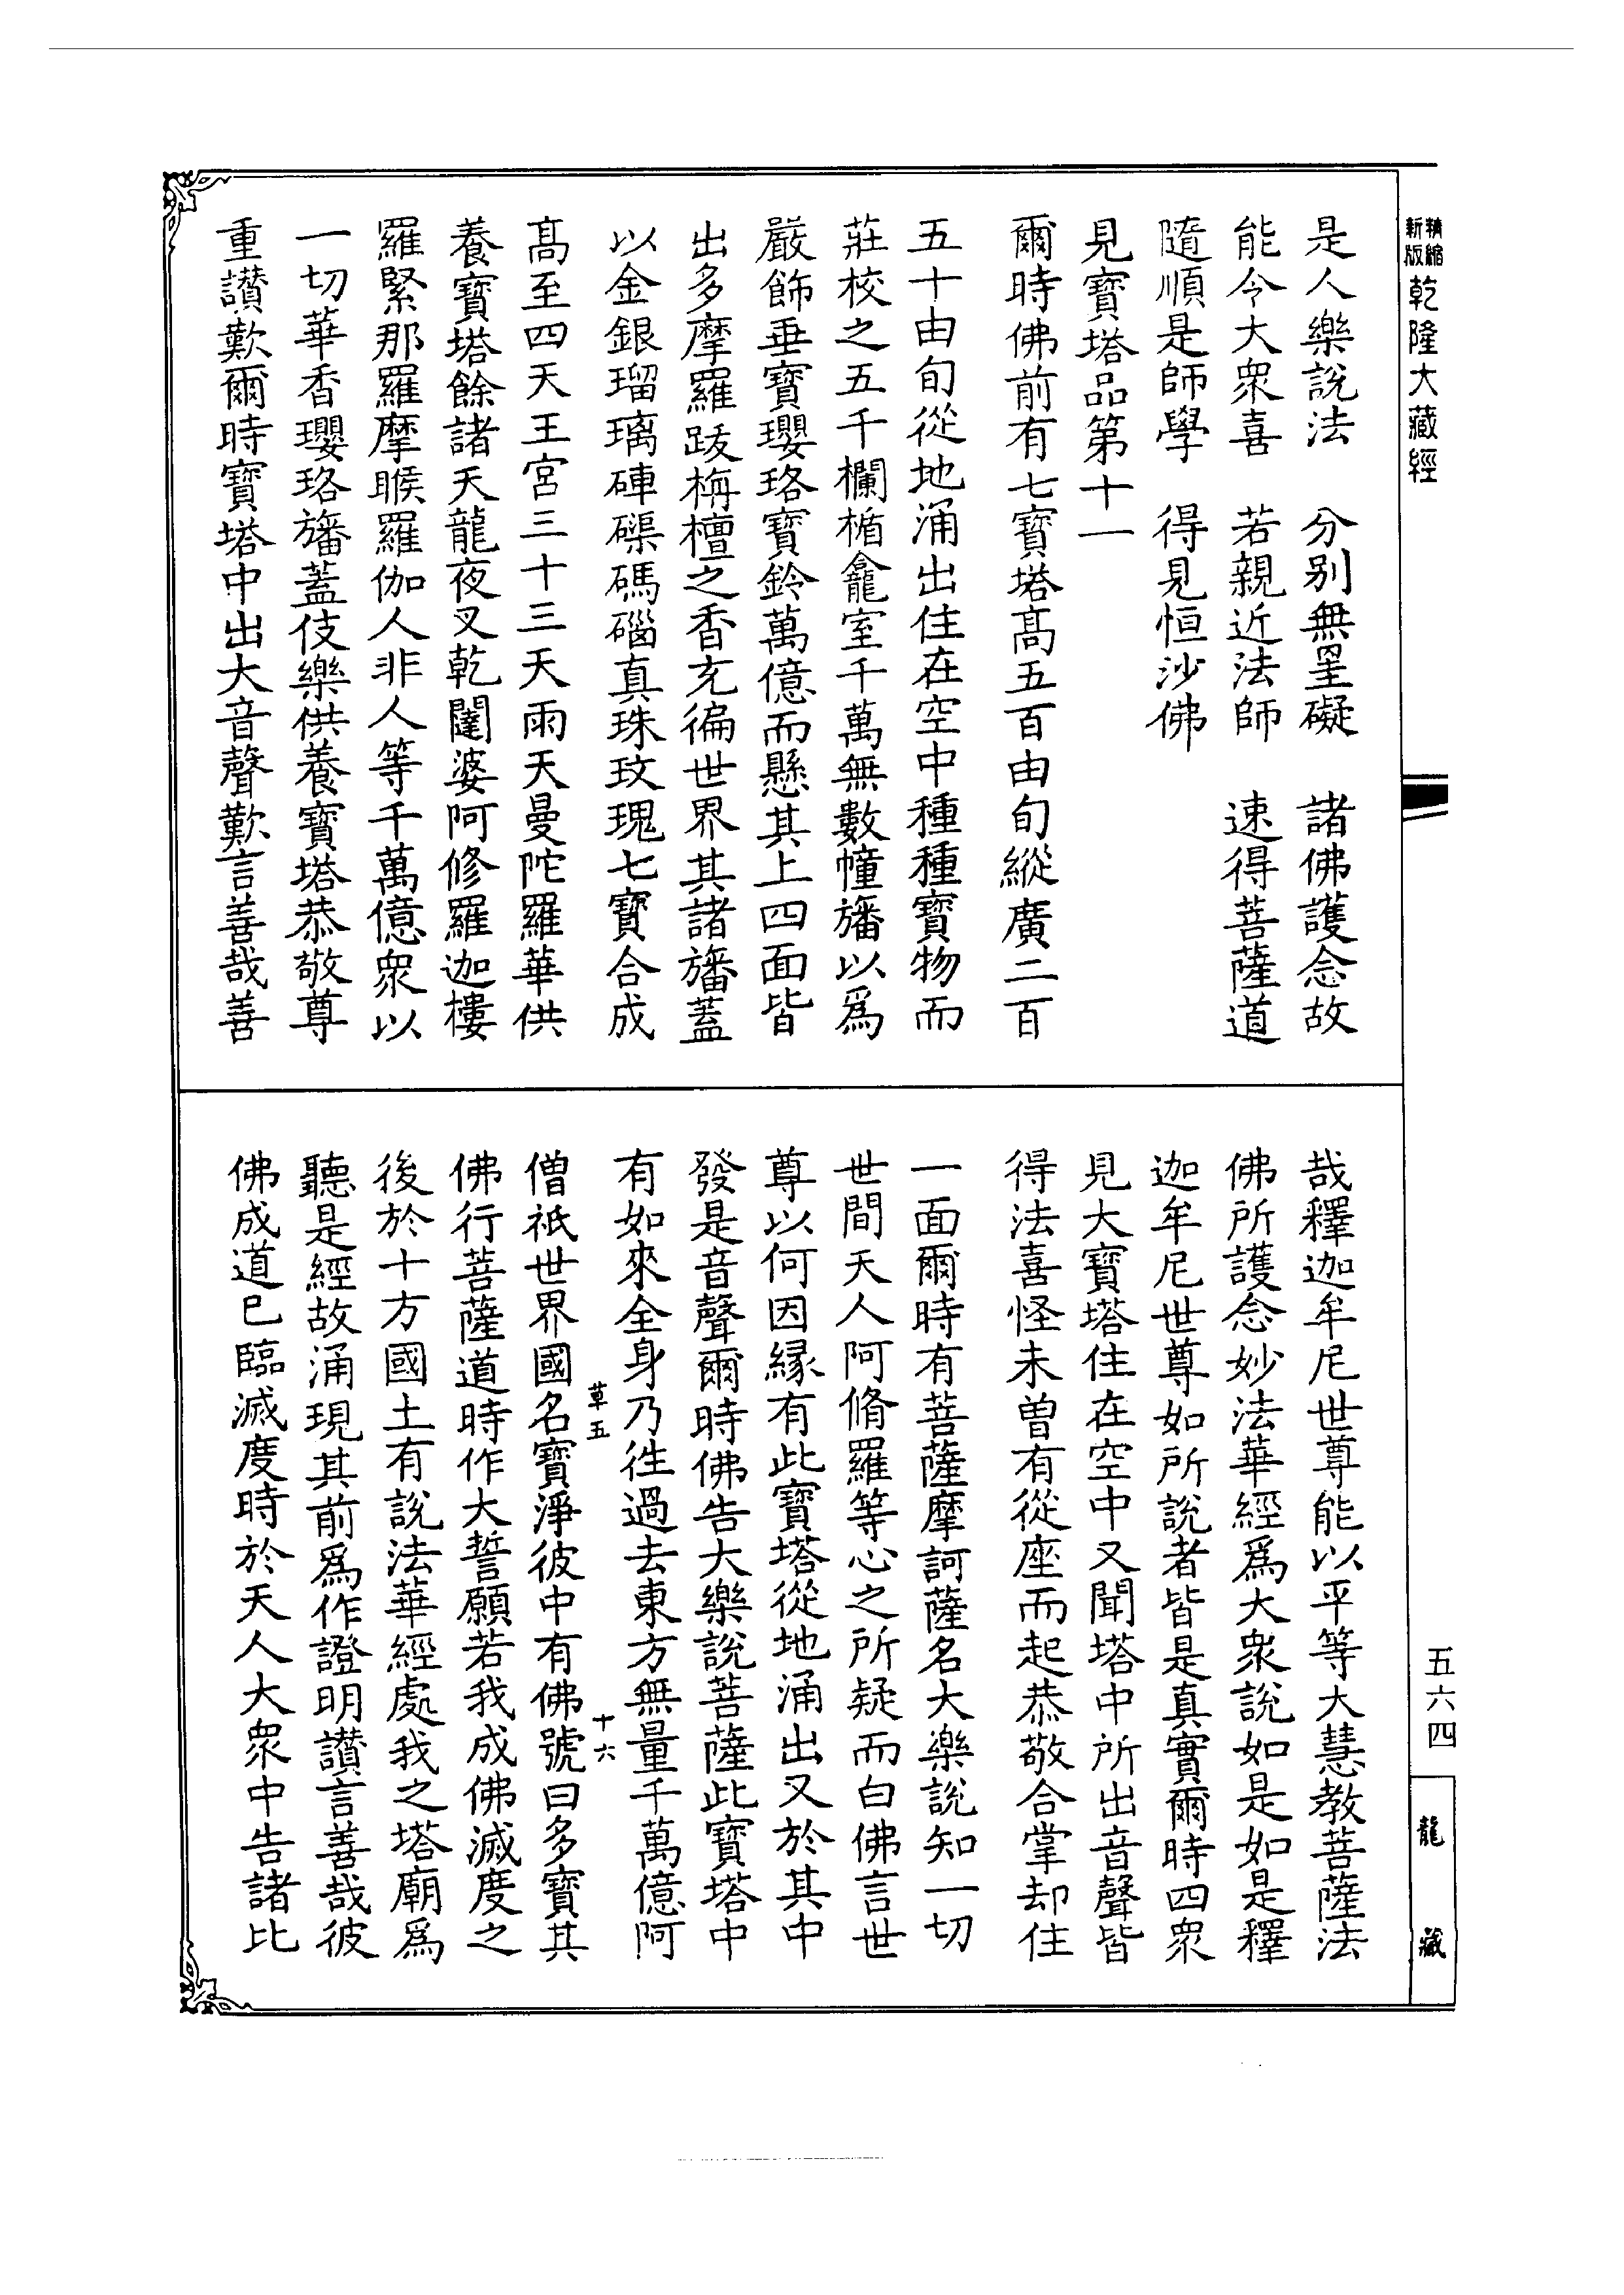 新版精縮乾隆大藏經
是人樂説法　分别無罣礙　諸佛護念故
能令大衆喜　若親近法師　速得菩薩道
隨順是師學　得見恒沙佛
見寶塔品第十一
爾時佛前有七寶塔髙五百由旬縱廣二百
五十由旬從地涌出住在空中種種寶物而
莊校之五千欄楯龕室千萬無數幢旛以爲
嚴飾垂寶瓔珞寶鈴萬億而懸其上四面皆
出多摩羅跋栴檀之香充徧世界其諸旛葢
以金銀瑠璃硨磲碼碯真珠玫瑰七寶合成
髙至四天王宮三十三天雨天曼陀羅華供
養寶塔餘諸天龍夜叉乾闥婆阿修羅迦樓
羅緊那羅摩睺羅伽人非人等千萬億衆以
一切華香瓔珞旛葢伎樂供養寶塔恭敬尊
重讃歎爾時寶塔中出大音聲歎言善哉善
哉釋迦牟尼世尊能以平等大慧教菩薩法
佛所護念妙法華經爲大衆説如是如是釋
迦牟尼世尊如所説者皆是真實爾時四衆
見大寶塔住在空中又聞塔中所出音聲皆
得法喜怪未曽有從座而起恭敬合掌却住
一面爾時有菩薩摩訶薩名大樂説知一切
世間天人阿脩羅等心之所疑而白佛言世
尊以何因緣有此寶塔從地涌出又於其中
發是音聲爾時佛告大樂説菩薩此寶塔中
有如來全身乃徃過去東方無量千萬億阿
草五　十六
僧祇世界國名寶淨彼中有佛號曰多寶其
佛行菩薩道時作大誓願若我成佛滅度之
後於十方國土有説法華經處我之塔廟爲
聽是經故涌現其前爲作證明讃言善哉彼
佛成道已臨滅度時於天人大衆中告諸比
五六四
龍藏